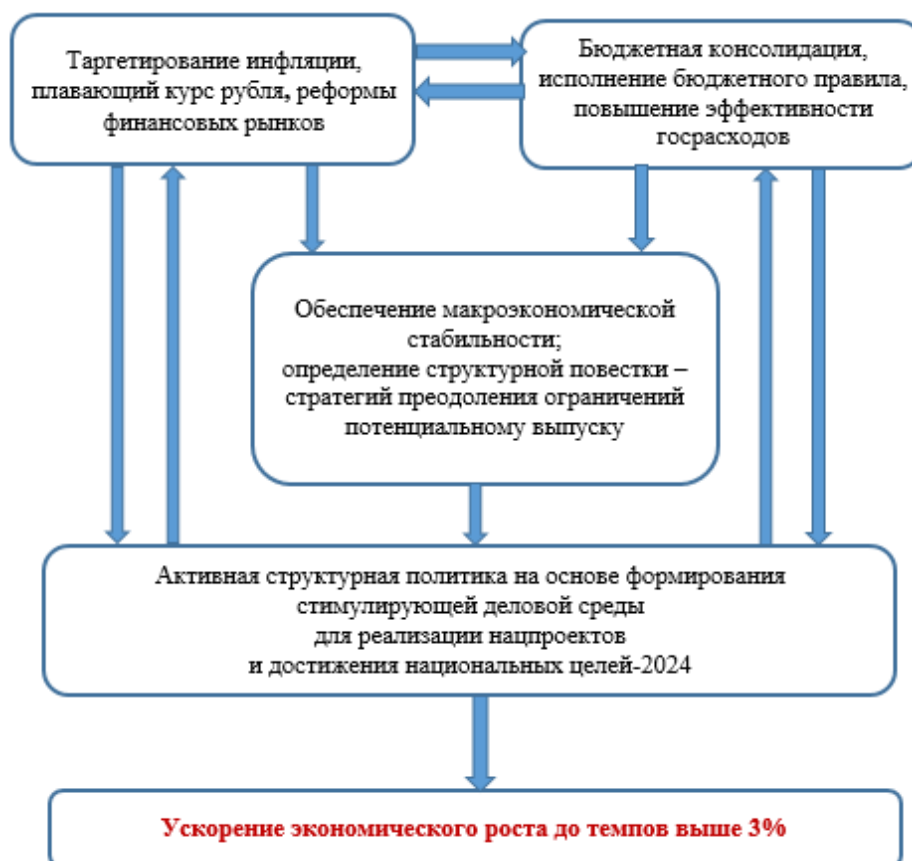 Таргетирование инфляции,
плавающий курс рубля, реформы
финансовых рынков
Бюджетная консолидация,
исполнение бюджетного правила,
повышение эффективности
госрасходов
Обеспечение макроэкономической
стабильности;
определение структурной повестки –
стратегий преодоления ограничений
потенциальному выпуску
Активная структурная политика на основе формирования
стимулирующей деловой среды
для реализации нацпроектов
и достижения национальных целей-2024
Ускорение экономического роста до темпов выше 3%